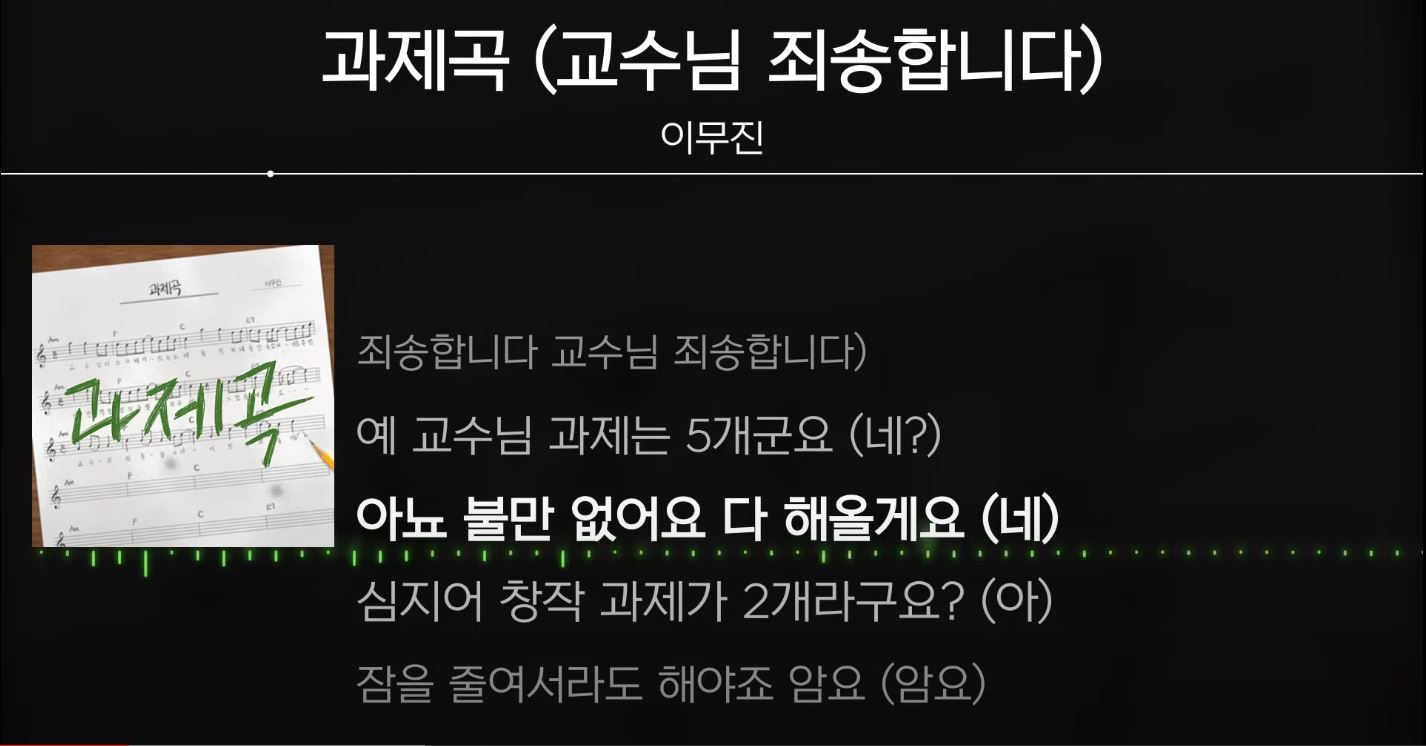 과제곡 (교수님 죄송합니다)
이무진
과제곡
이무진
Am F C E7
과제곡
죄송합니다 교수님 죄송합니다)
예 교수님 과제는 5개군요 (네?)
아뇨 불만 없어요 다 해올게요 (네)
심지어 창작 과제가 2개라구요? (아)
잠을 줄여서라도 해야죠 암요 (암요)